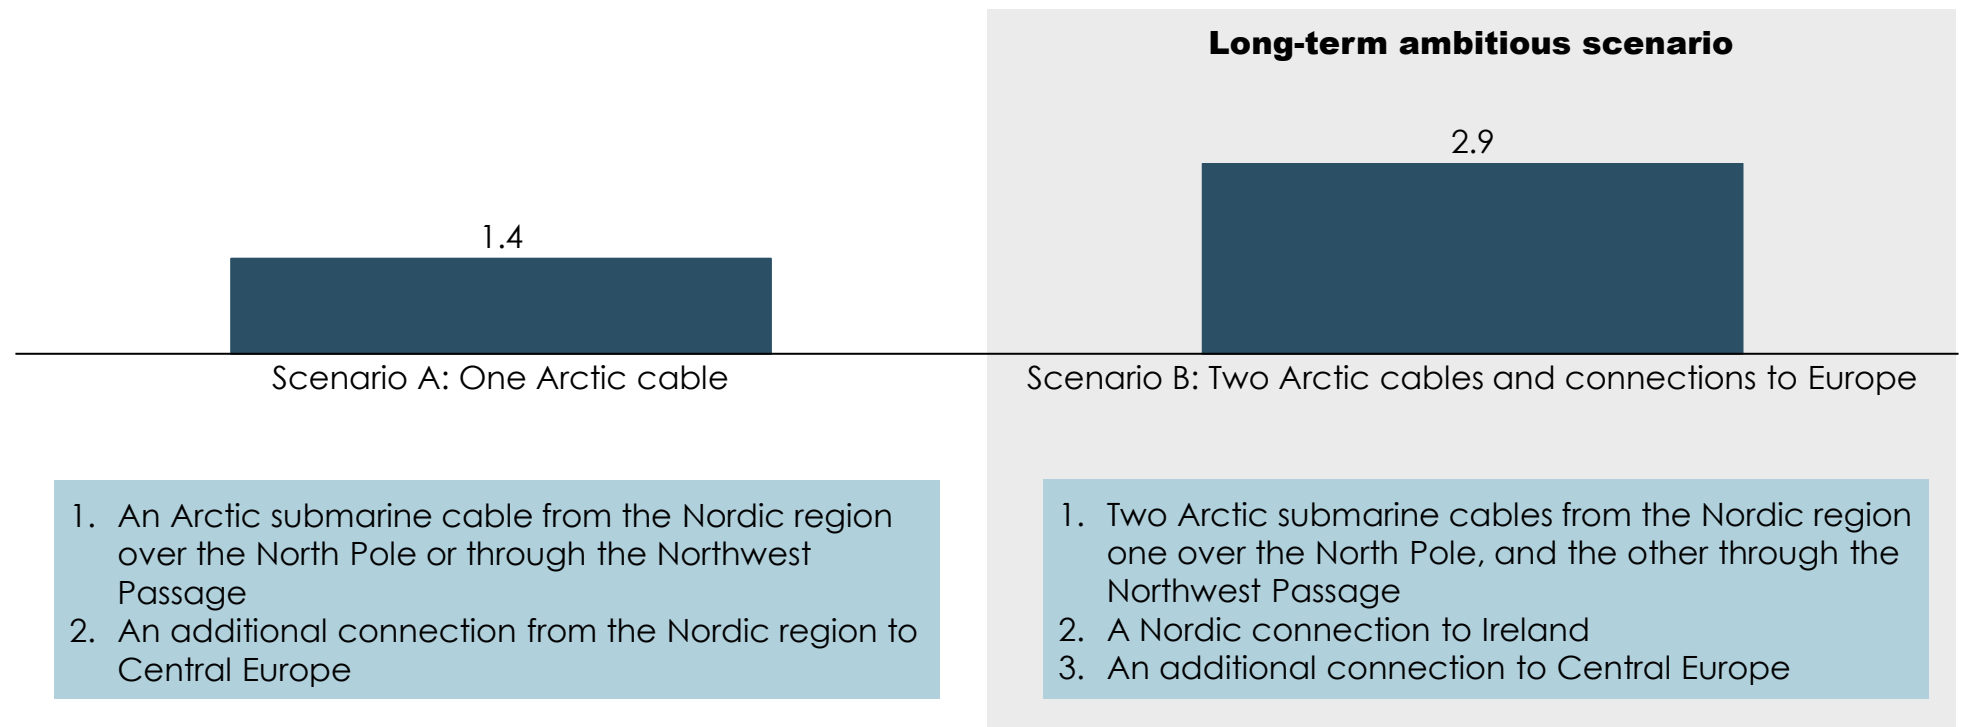 Long-term ambitious scenario
2.9
1.4
Scenario A: One Arctic cable
Scenario B: Two Arctic cables and connections to Europe
1. An Arctic submarine cable from the Nordic region
over the North Pole or through the Northwest
Passage
2. An additional connection from the Nordic region to
Central Europe
1. Two Arctic submarine cables from the Nordic region
one over the North Pole, and the other through the
Northwest Passage
2. A Nordic connection to Ireland
3. An additional connection to Central Europe